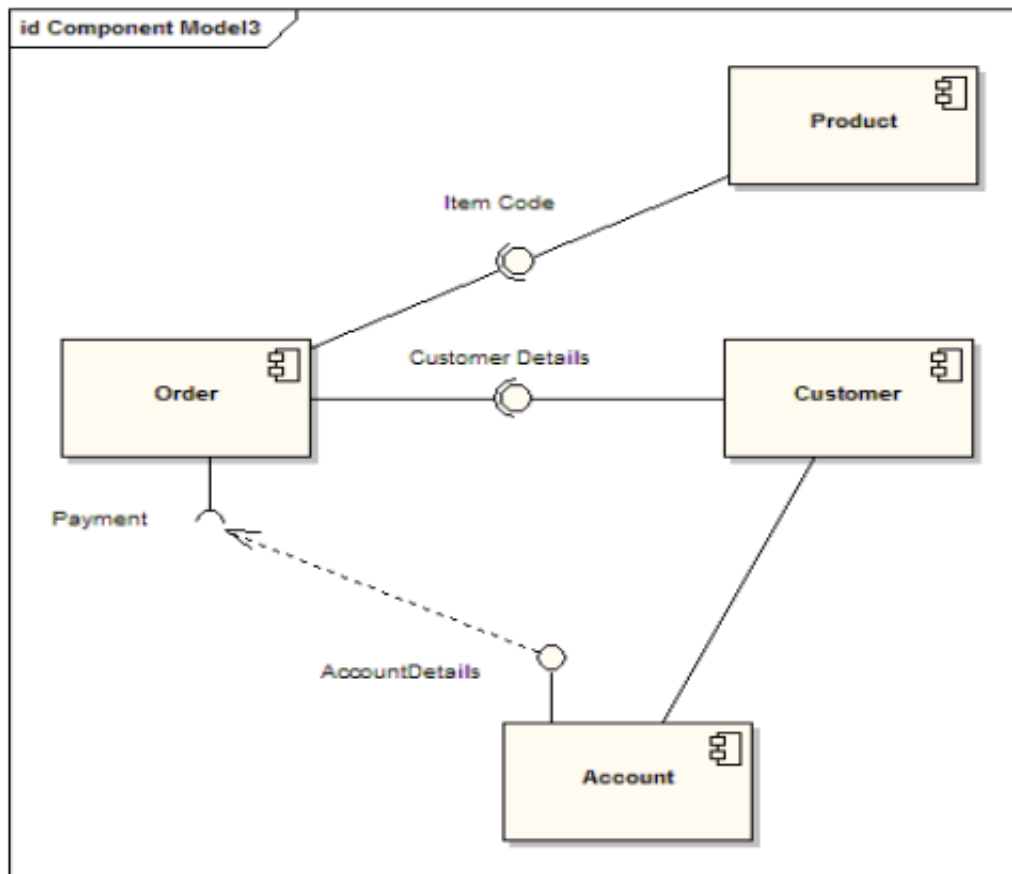 id Component Model3
Product
Item Code
Customer Details
Order
Customer
Payment
AccountDetails
Account